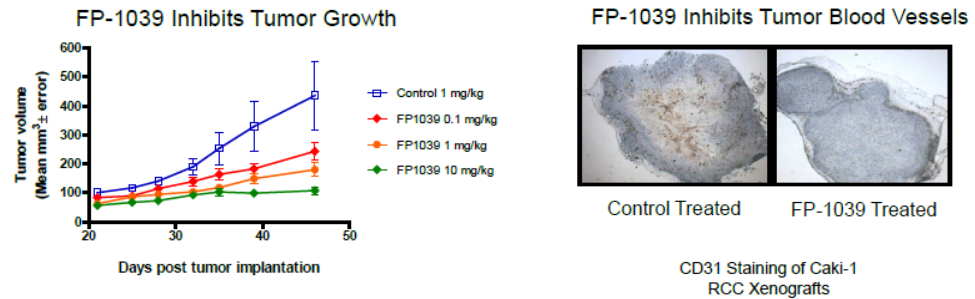 FP-1039 Inhibits Tumor Growth
600
500
400
300
200
100
0
20
30
40
50
Tumor volume
(Mean mm³± error)
Days post tumor implantation
Control 1 mg/kg
FP1039 0.1 mg/kg
FP1039 1 mg/kg
FP1039 10 mg/kg
FP-1039 Inhibits Tumor Blood Vessels
Control Treated
FP-1039 Treated
CD31 Staining of Caki-1
RCC Xenografts